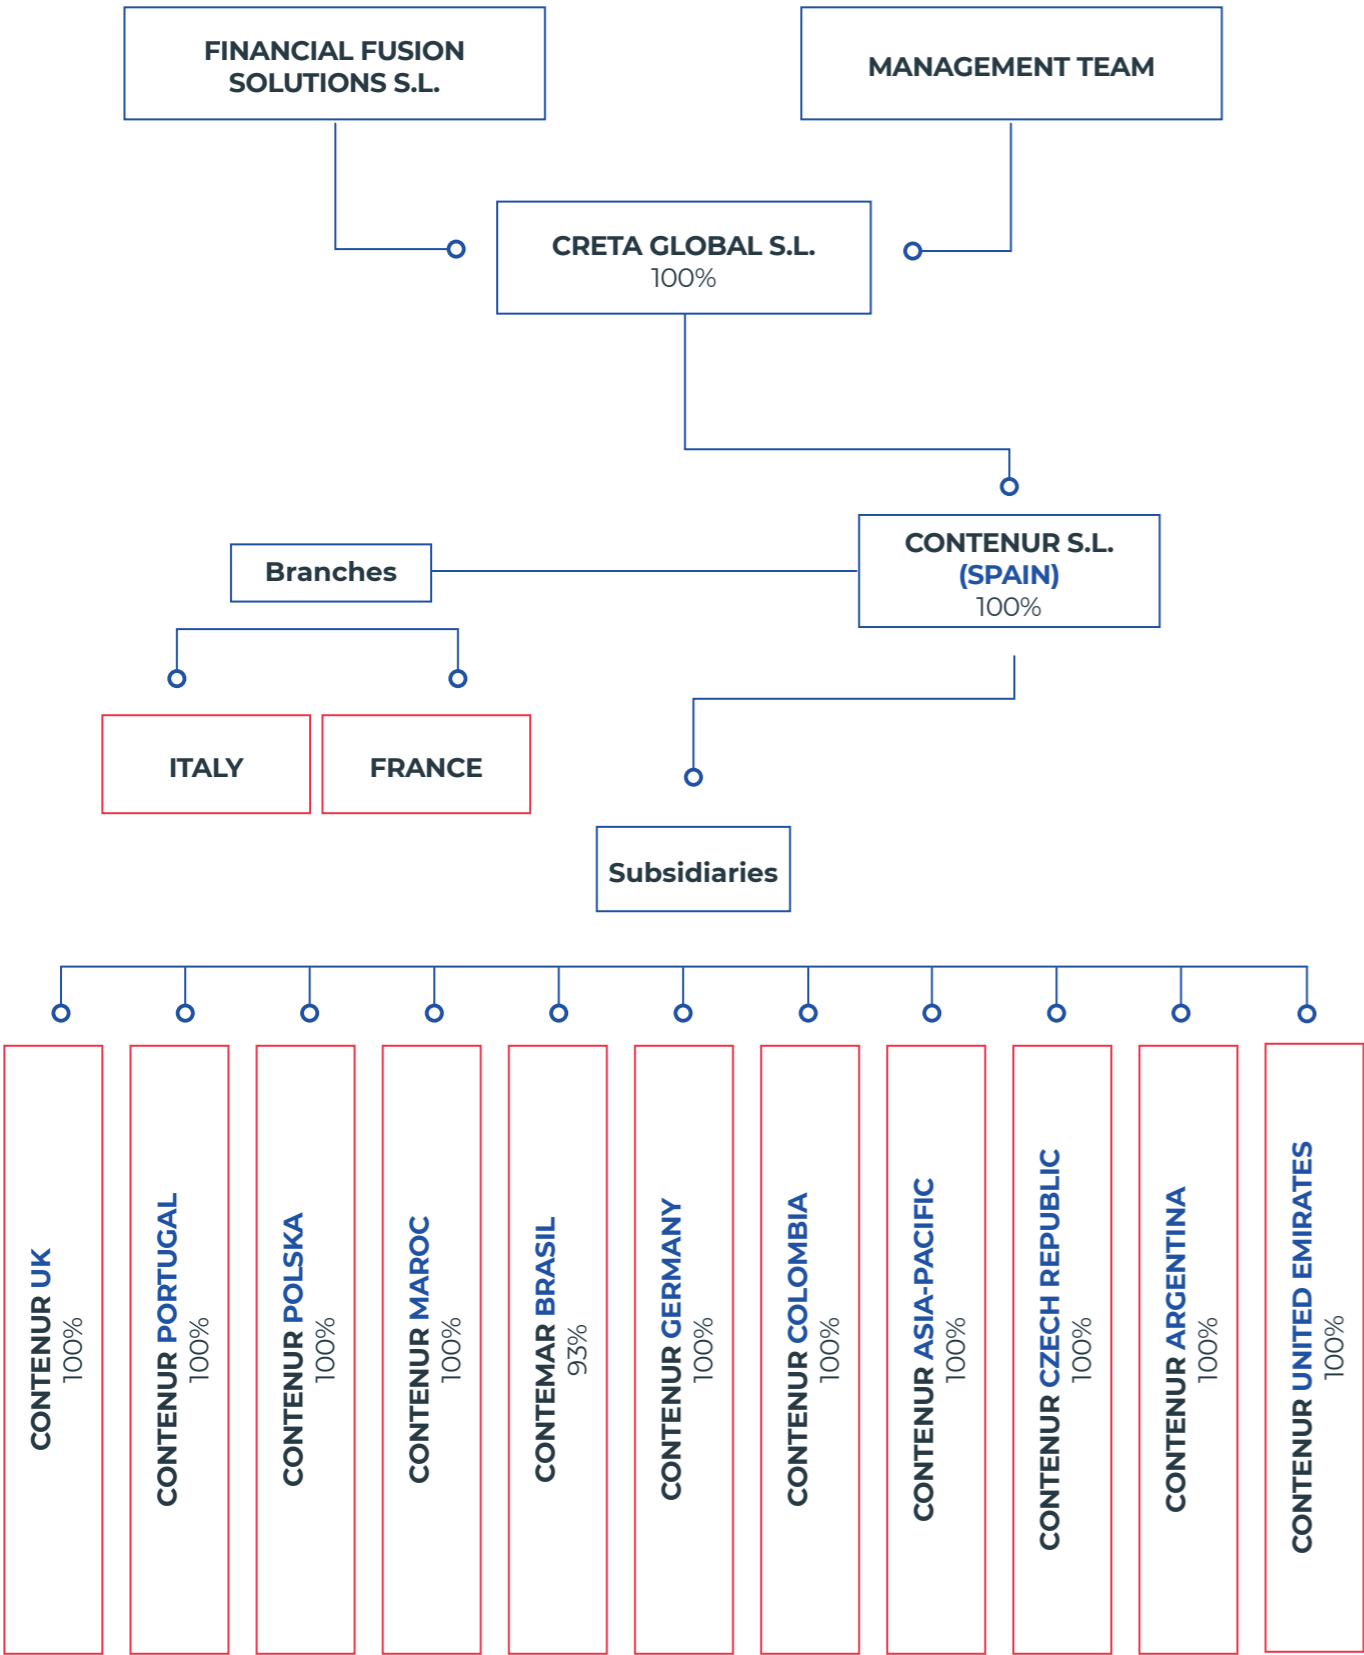 FINANCIAL FUSION
SOLUTIONS S.L.
MANAGEMENT TEAM
CRETA GLOBAL S.L.
100%
CONTENUR S.L.
(SPAIN)
100%
Branches
ITALY
FRANCE
Subsidiaries
CONTENUR UK
100%
CONTENUR PORTUGAL
100%
CONTENUR POLSKA
100%
CONTENUR MAROC
100%
CONTEMAR BRASIL
93%
CONTENUR GERMANY
100%
CONTENUR COLOMBIA
100%
CONTENUR ASIA-PACIFIC
100%
CONTENUR CZECH REPUBLIC
100%
CONTENUR ARGENTINA
100%
CONTENUR UNITED EMIRATES
100%